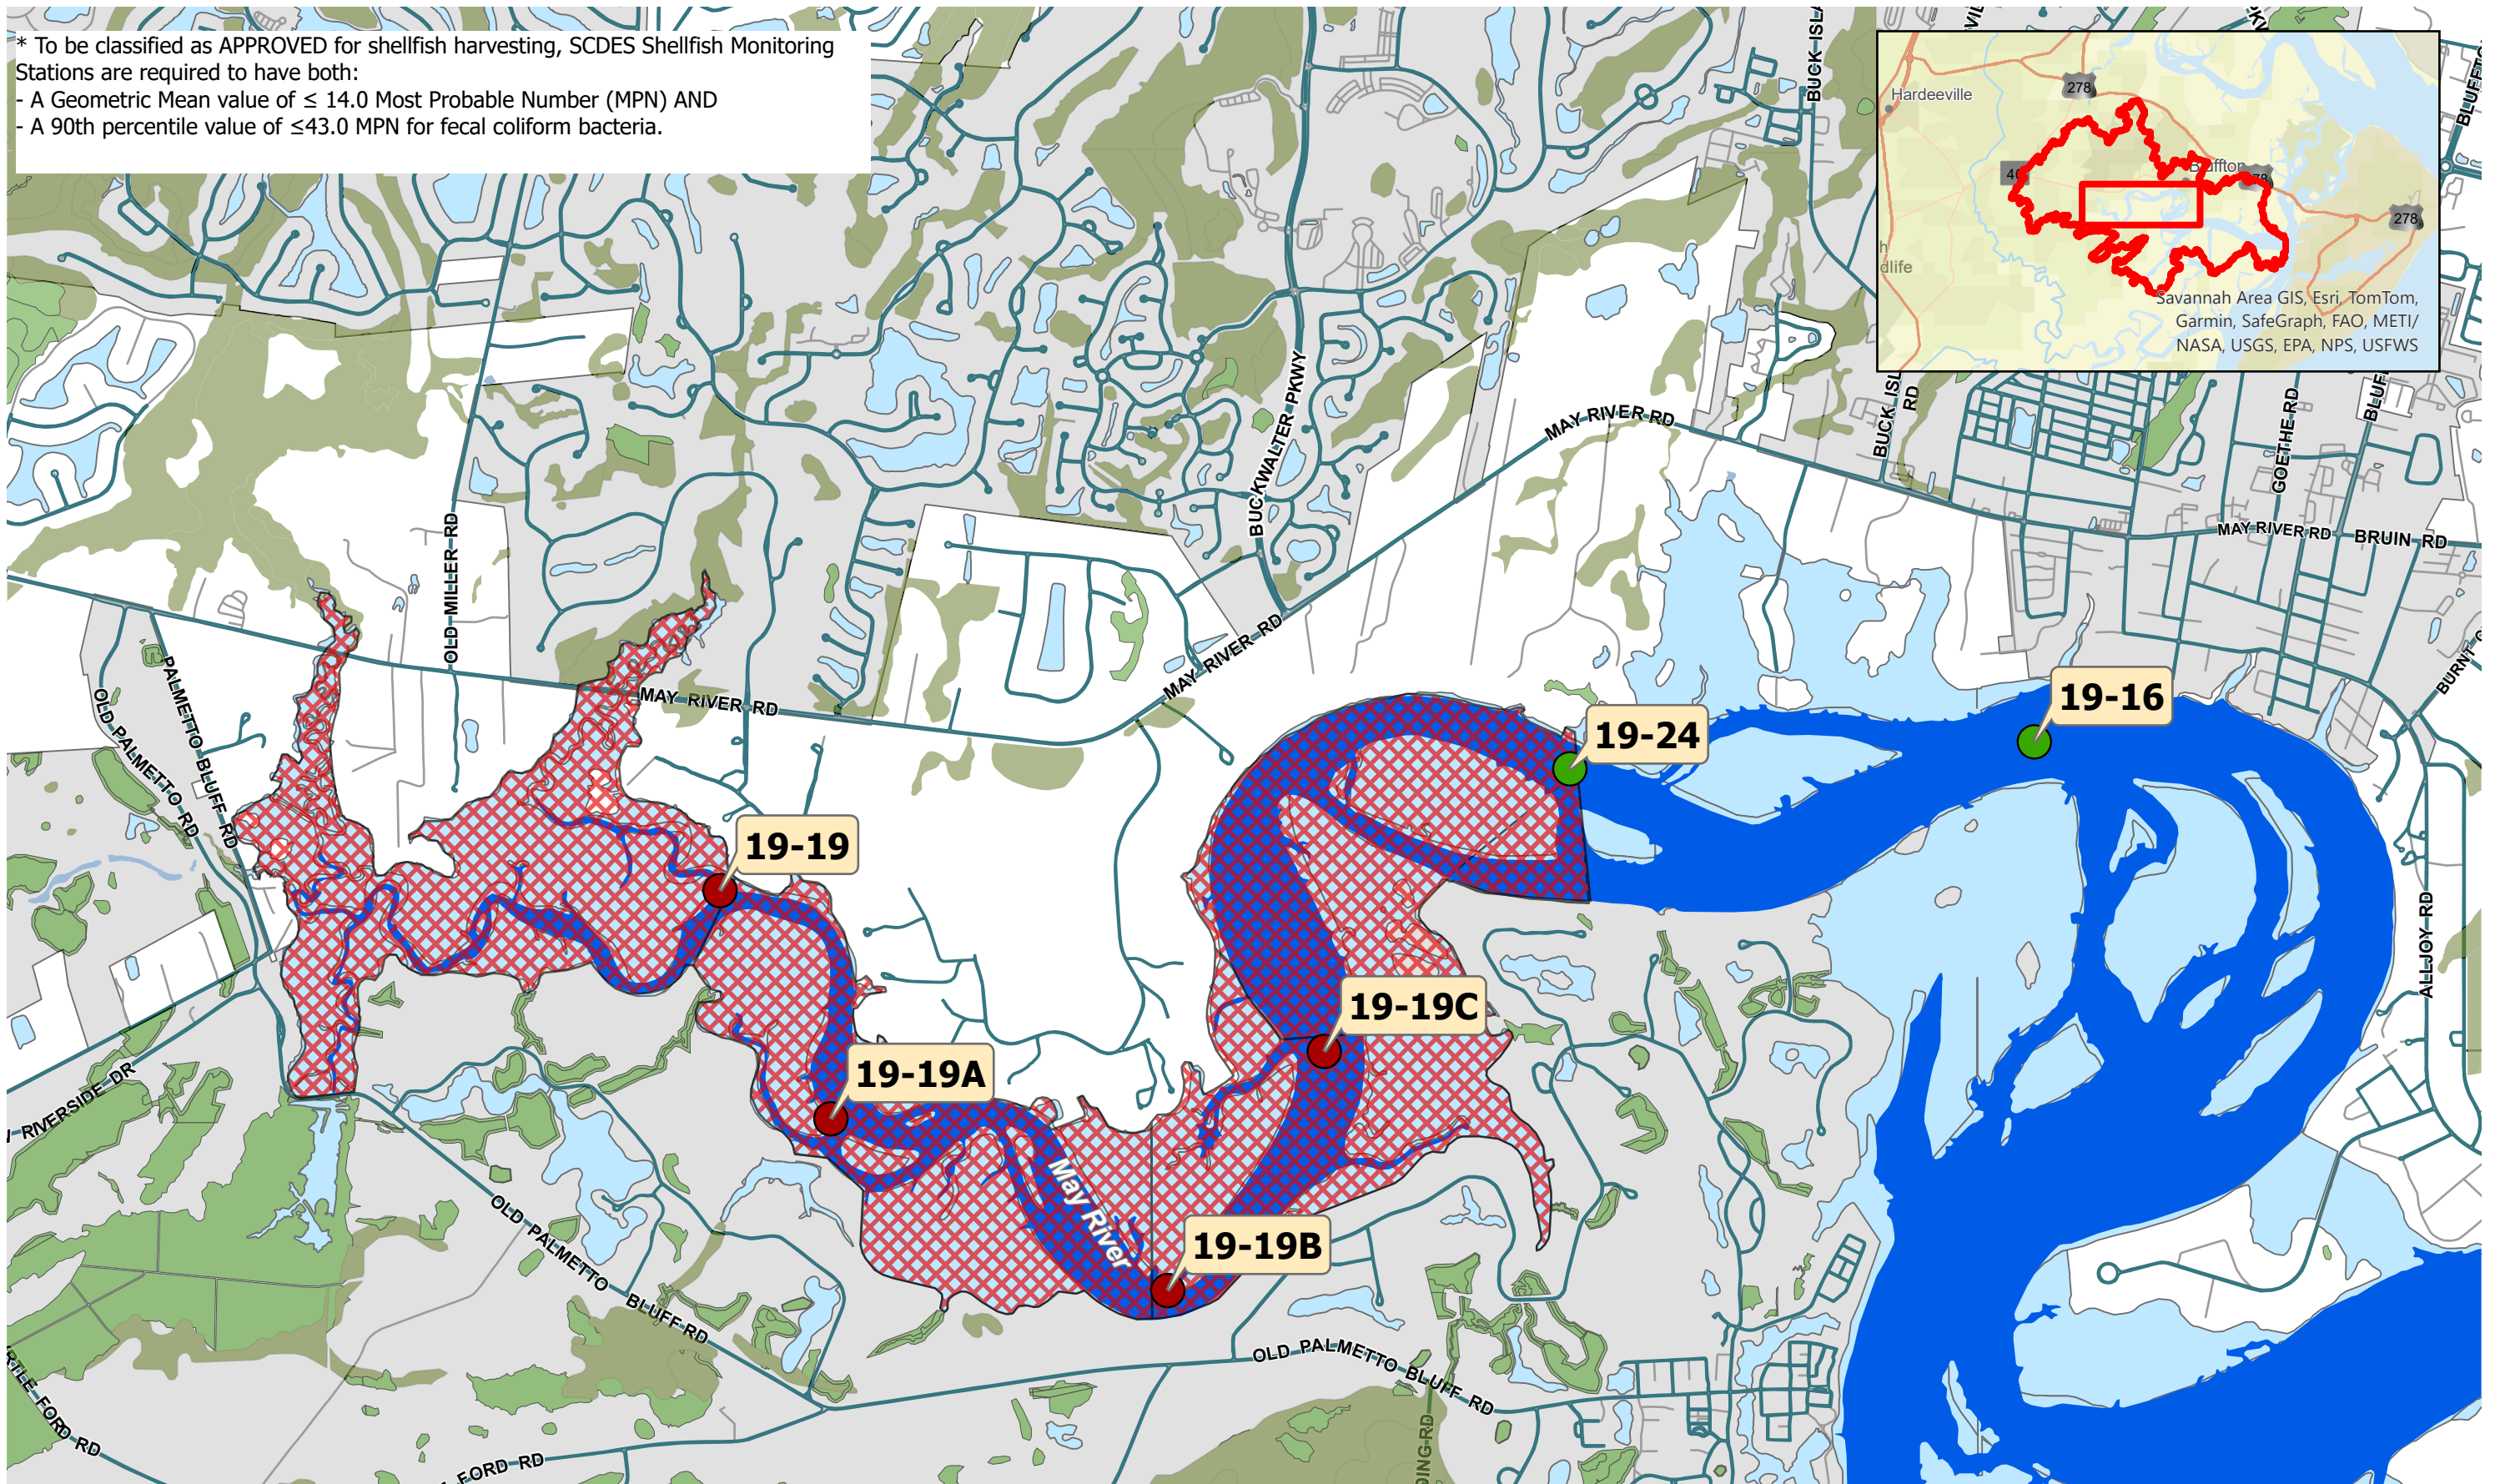 * To be classified as APPROVED for shellfish harvesting, SCDES Shellfish Monitoring
Stations are required to have both:
- A Geometric Mean value of ≤ 14.0 Most Probable Number (MPN) AND
- A 90th percentile value of ≤43.0 MPN for fecal coliform bacteria.
Hardeeville
278
Bluffton
278
278
Savannah Area GIS, Esri, TomTom,
Garmin, SafeGraph, FAO, METI/
NASA, USGS, EPA, NPS, USFWS
MAY RIVER RD
BUCKWALTER PKWY
GOETHE RD
MAY RIVER RD
BRUIN RD
OLD MILLER RD
MAY RIVER RD
MAY RIVER RD
PALMETTO BLUFF RD
OLD PALMETTO RD
19-16
19-24
19-19
19-19C
19-19A
19-19B
May River
ALLJOY RD
RIVERSIDE DR
OLD PALMETTO BLUFF RD
OLD PALMETTO BLUFF RD
FORD RD
FORD RD